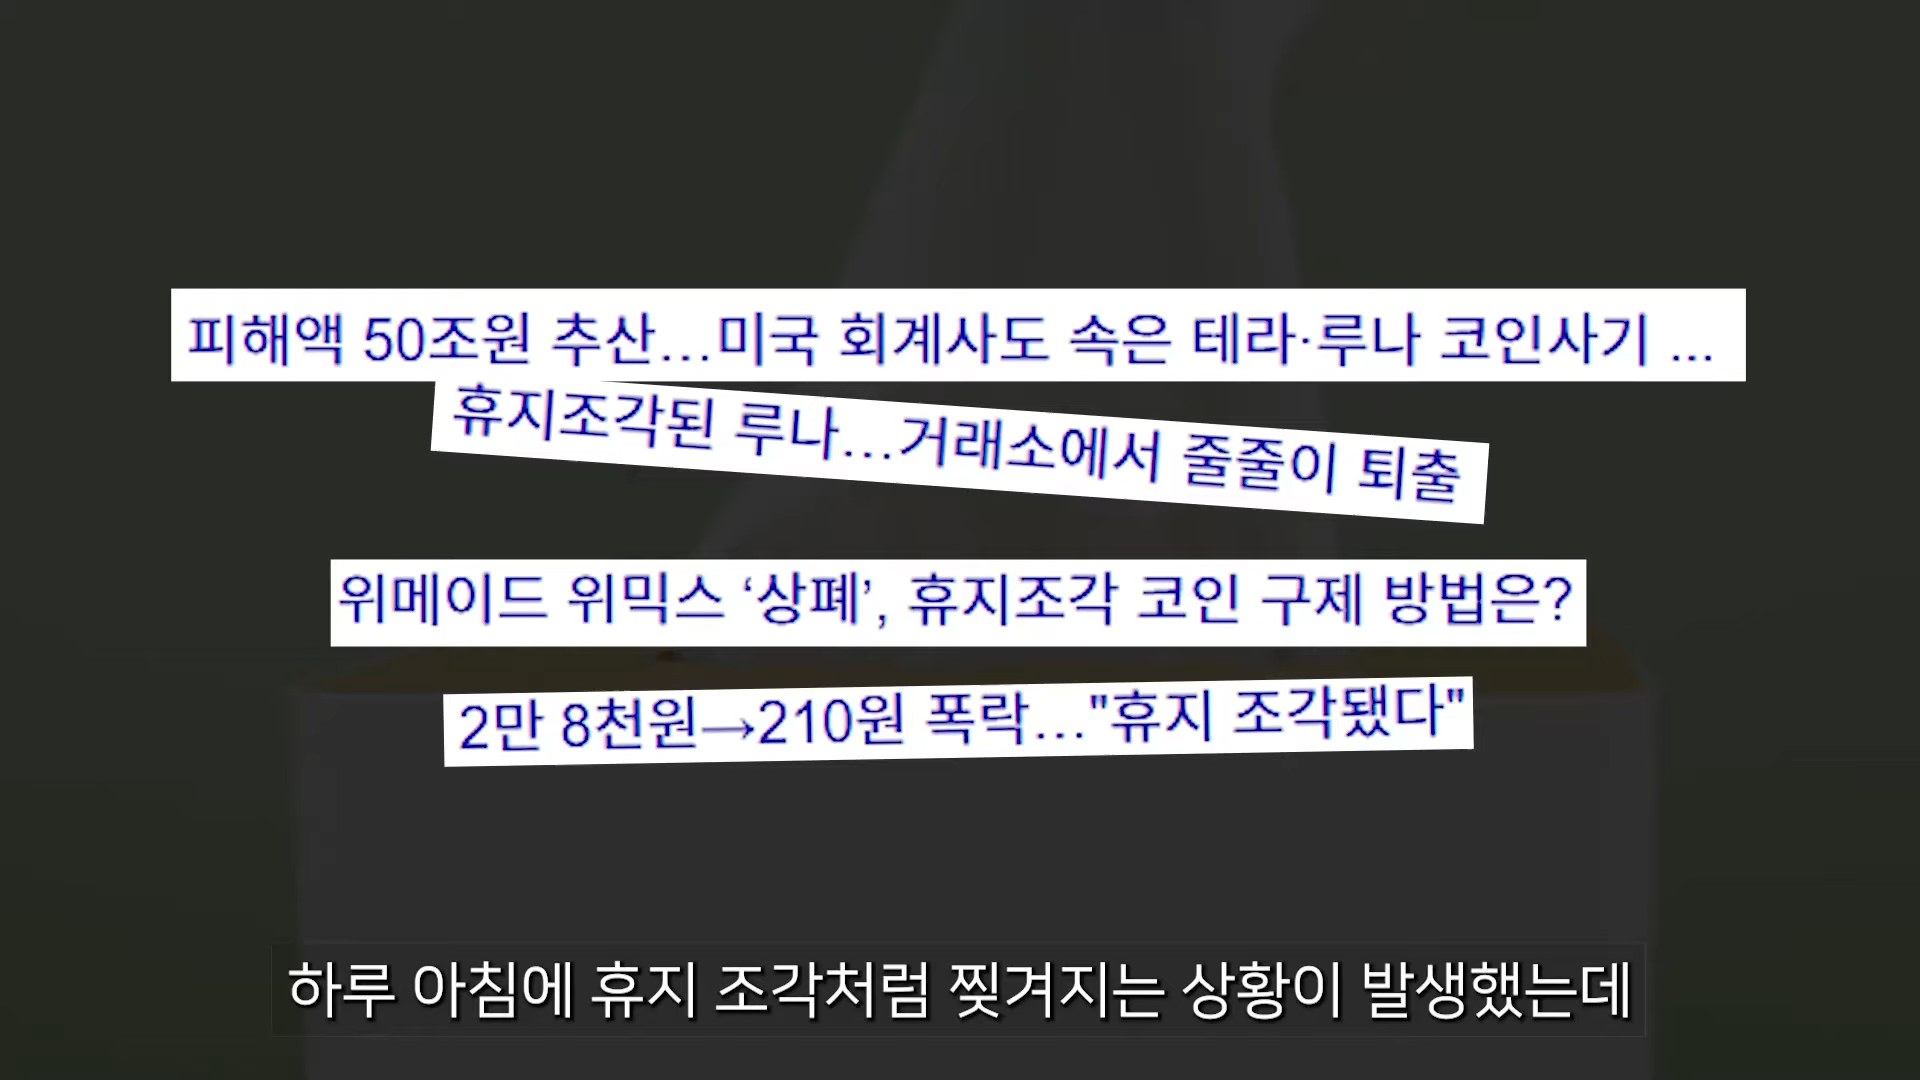 피해액 50조원 추산...미국 회계사도 속은 테라·루나 코인사기 ...
휴지조각된 루나...거래소에서 줄줄이 퇴출
위메이드 위믹스 ‘상폐’, 휴지조각 코인 구제 방법은?
2만 8천원→210원 폭락..."휴지 조각됐다"
하루 아침에 휴지 조각처럼 찢겨지는 상황이 발생했는데